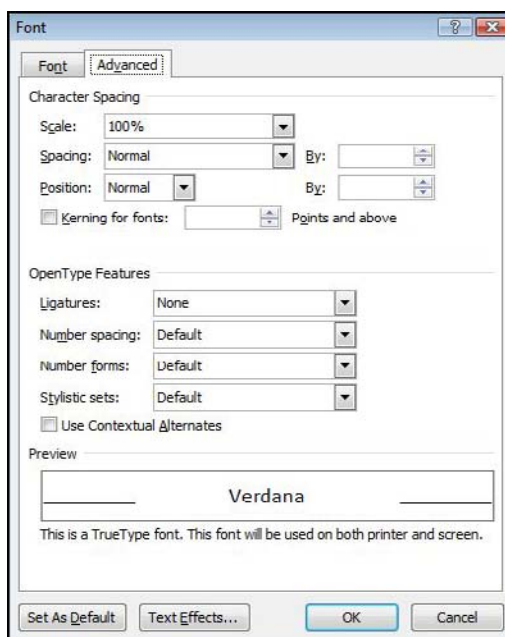 Font
Font Advanced
Character Spacing
Scale: 100%
Spacing: Normal By:
Position: Normal By:
Kerning for fonts: Points and above
OpenType Features
Ligatures: None
Number spacing: Default
Number forms: Default
Stylistic sets: Default
Use Contextual Alternates
Preview
Verdana
This is a TrueType font. This font will be used on both printer and screen.
Set As Default Text Effects... OK Cancel